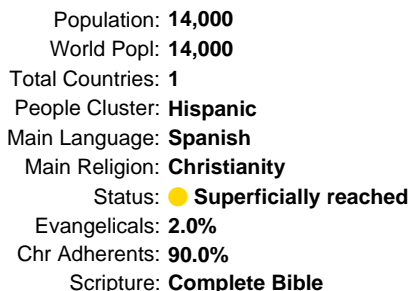 Population: 14,000
World Popl: 14,000
Total Countries: 1
People Cluster: Hispanic
Main Language: Spanish
Main Religion: Christianity
Status: Superficially reached
Evangelicals: 2.0%
Chr Adherents: 90.0%
Scripture: Complete Bible